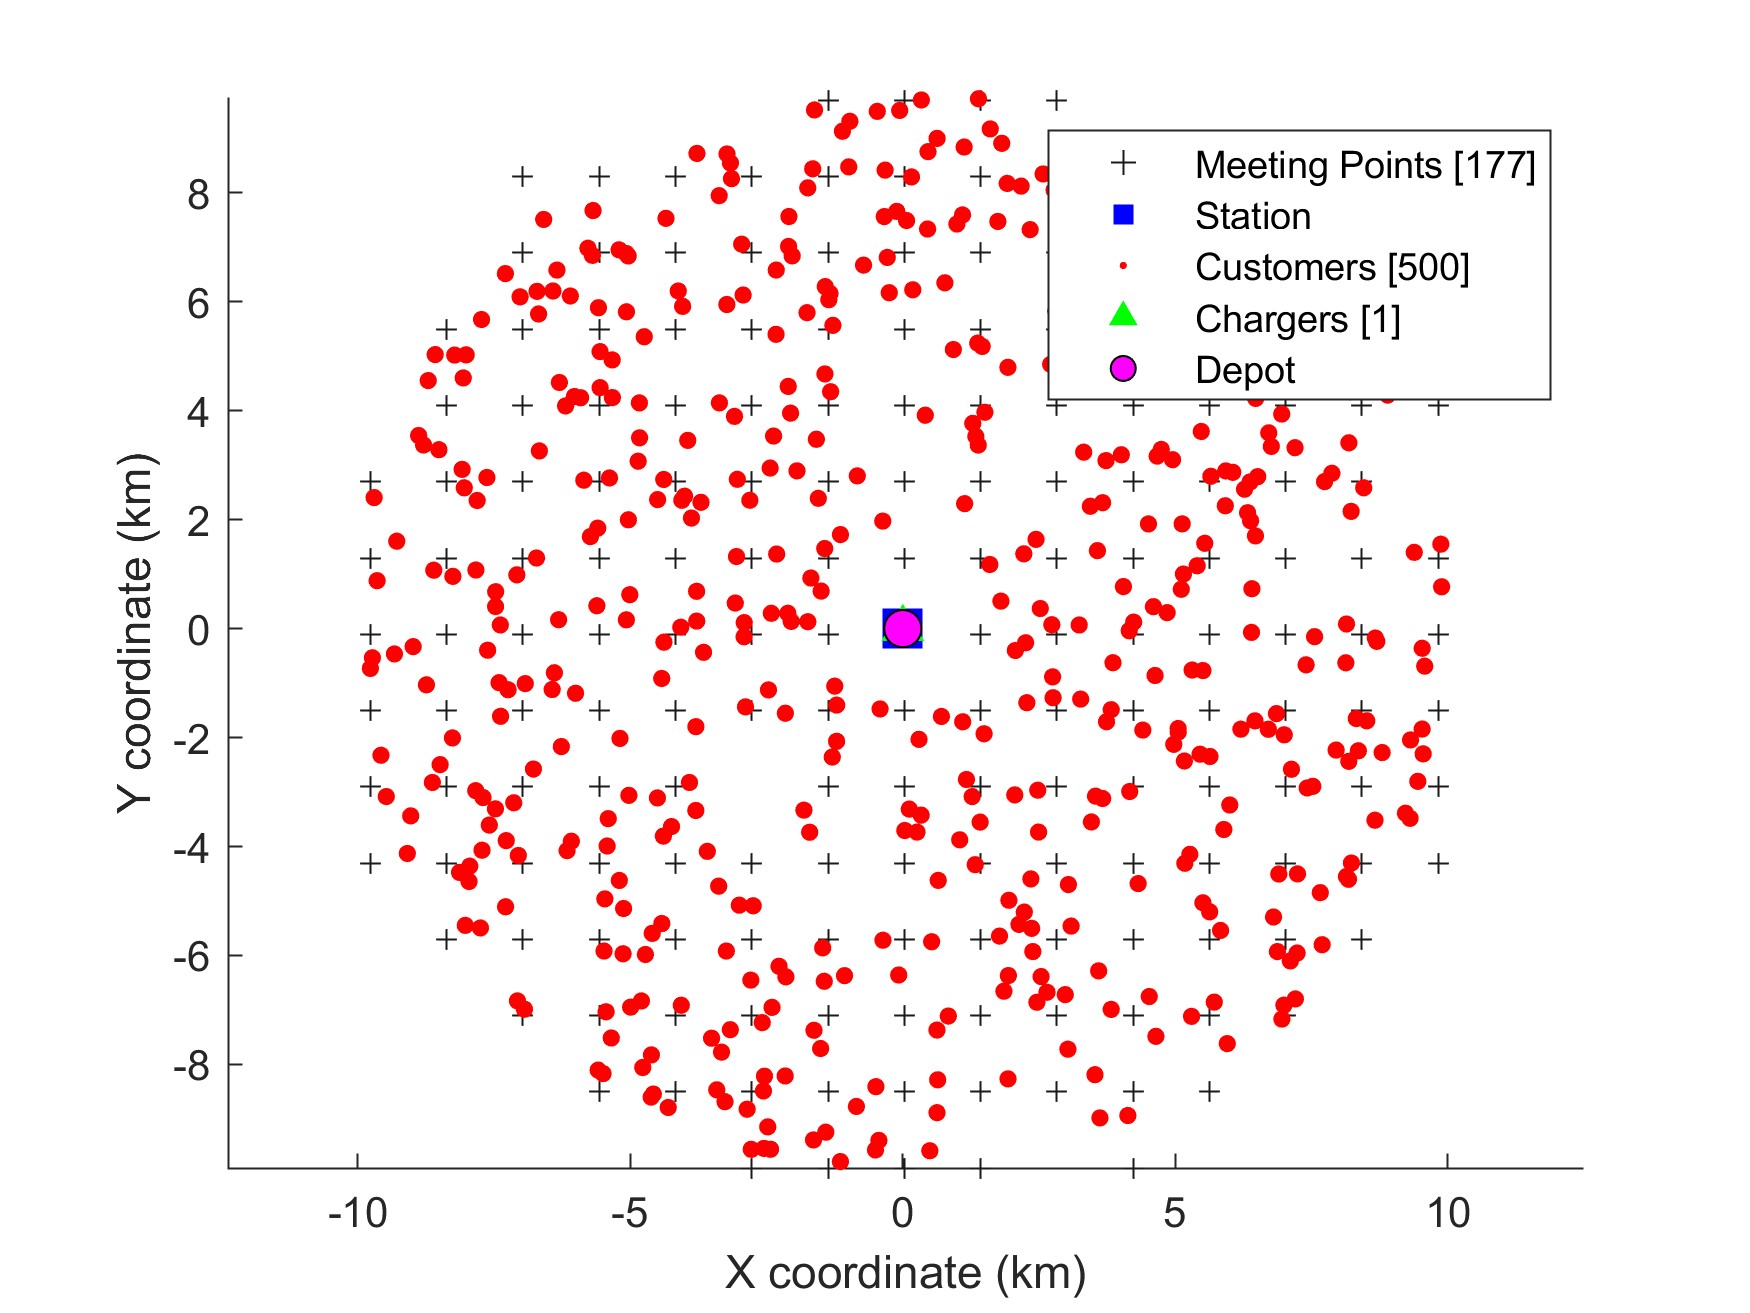 Meeting Points [177]
Station
Customers [500]
Chargers [1]
Depot
8
6
4
2
0
-2
-4
-6
-8
Y coordinate (km)
-10 -5 0 5 10
X coordinate (km)